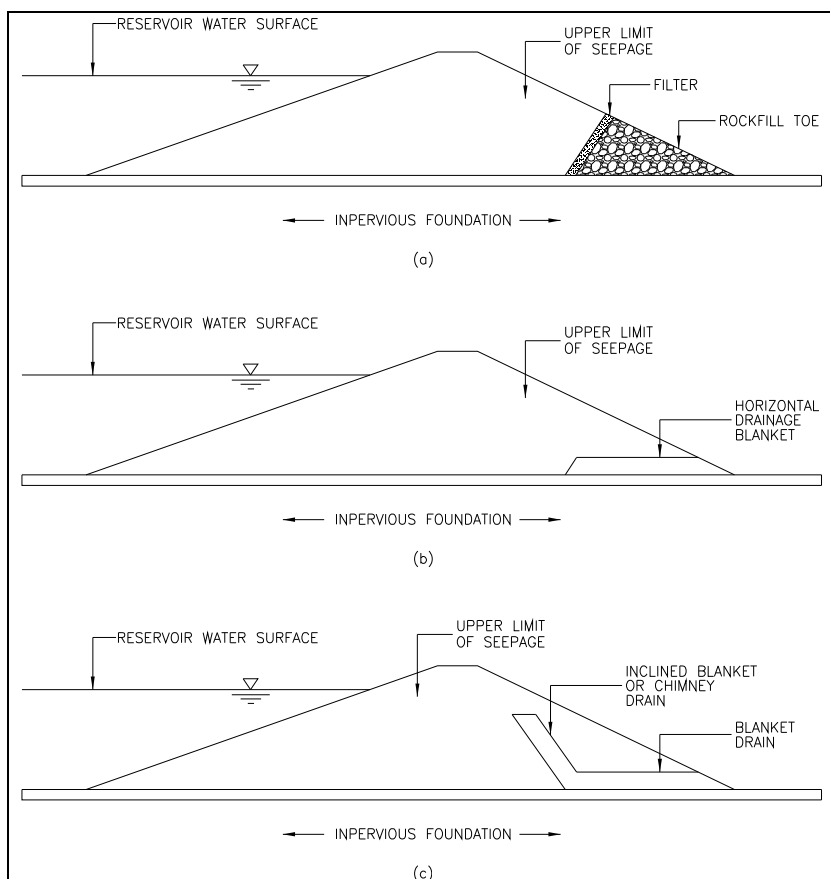 RESERVOIR WATER SURFACE
UPPER LIMIT
OF SEEPAGE
FILTER
ROCKFILL TOE
INPERVIOUS FOUNDATION
(a)
RESERVOIR WATER SURFACE
UPPER LIMIT
OF SEEPAGE
HORIZONTAL
DRAINAGE
BLANKET
INPERVIOUS FOUNDATION
(b)
RESERVOIR WATER SURFACE
UPPER LIMIT
OF SEEPAGE
INCLINED BLANKET
OR CHIMNEY
DRAIN
BLANKET
DRAIN
INPERVIOUS FOUNDATION
(c)